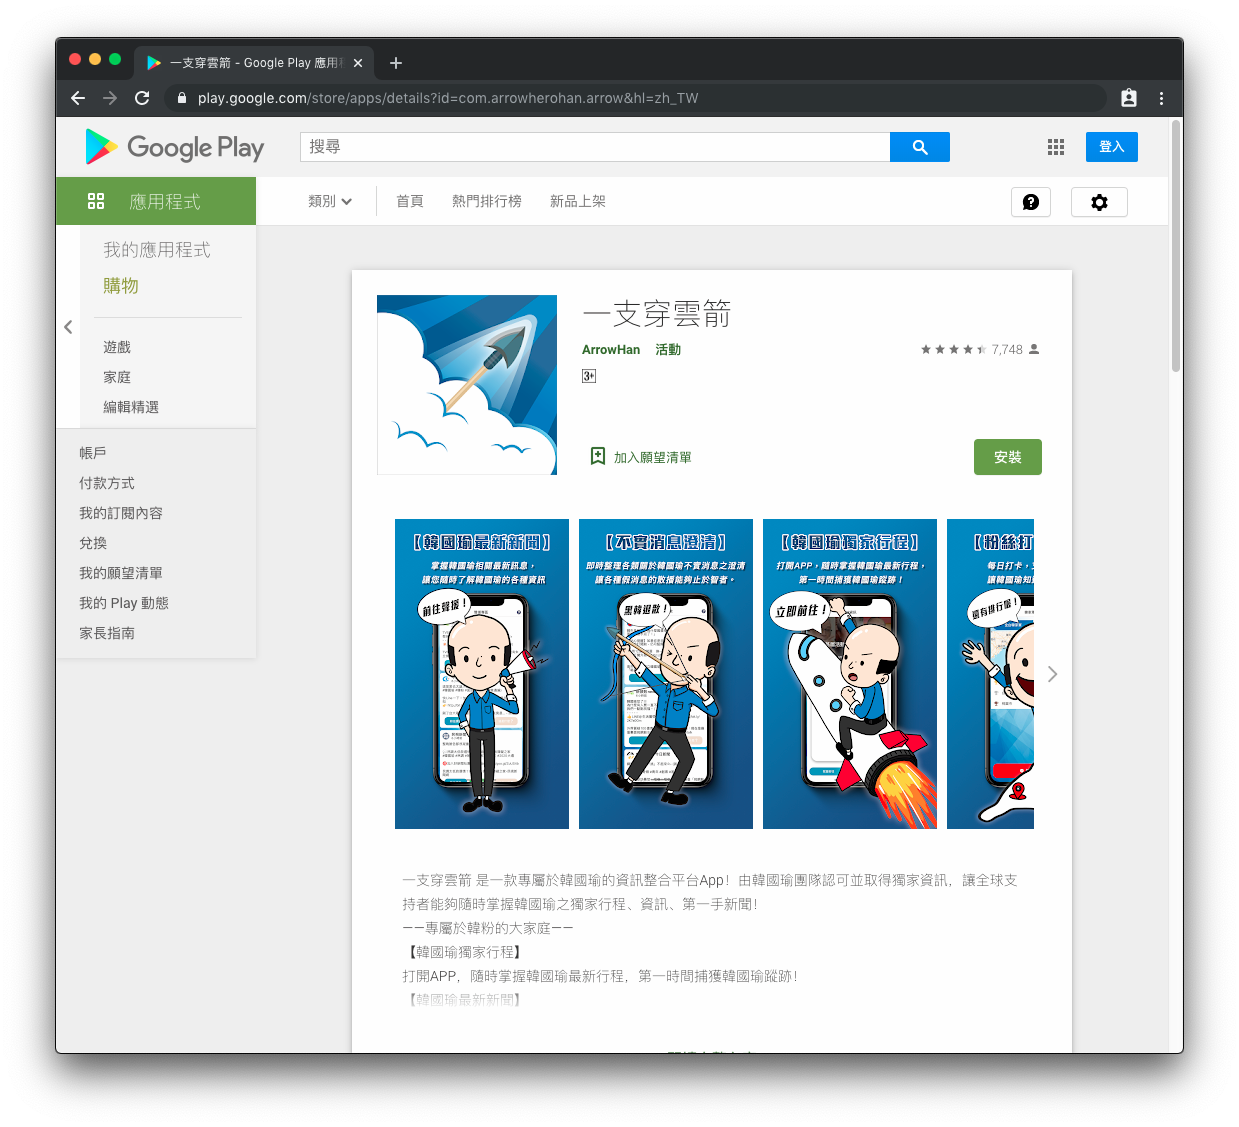 一支穿雲箭 - Google Play 應用
play.google.com/store/apps/details?id=com.arrowherohan.arrow&hl=zh_TW
Google Play
搜尋
登入
應用程式
類別
首頁
熱門排行榜
新品上架
我的應用程式
購物
遊戲
家庭
編輯精選
帳戶
付款方式
我的訂閱內容
兌換
我的願望清單
我的 Play 動態
家長指南
一支穿雲箭
ArrowHan 活動
7,748
3+
加入願望清單
安裝
【韓國瑜最新新聞】
掌握韓國瑜相關最新訊息，
讓您隨時了解韓國瑜的各種資訊
前往聲援！
【不實消息澄清】
即時整理各類關於韓國瑜不實消息之澄清
讓各種假消息的散播能夠止於智者。
黑韓退散！
【韓國瑜獨家行程】
打開APP，隨時掌握韓國瑜最新行程，
第一時間捕獲韓國瑜蹤跡！
立即前往！
【粉絲打
每日打卡，
讓韓國瑜知
還有排行榜！
一支穿雲箭 是一款專屬於韓國瑜的資訊整合平台App！由韓國瑜團隊認可並取得獨家資訊，讓全球支
持者能夠隨時掌握韓國瑜之獨家行程、資訊、第一手新聞！
——專屬於韓粉的大家庭——
【韓國瑜獨家行程】
打開APP，隨時掌握韓國瑜最新行程，第一時間捕獲韓國瑜蹤跡！
【韓國瑜最新新聞】